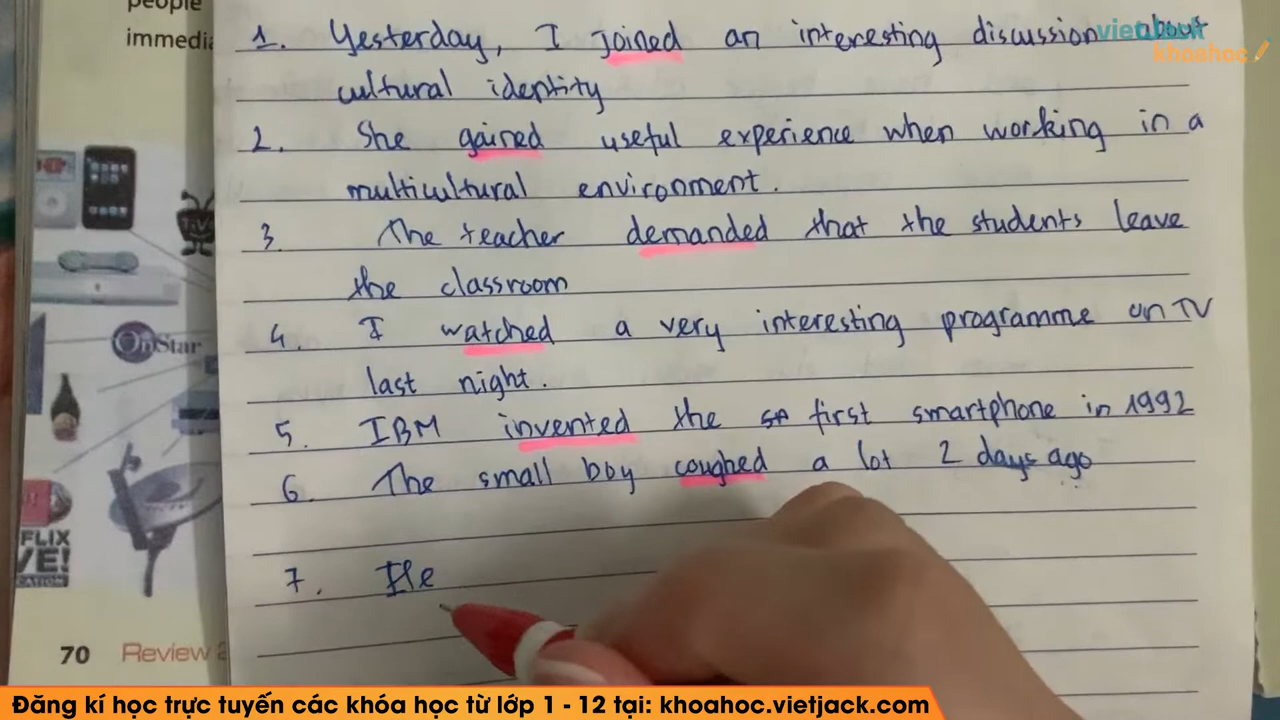 people
immedia
1. Yesterday, I joined an interesting discussion about
vietjack
khoahoc
cultural identity
2. She gained useful experience when working in a
multicultural environment.
3. The teacher demanded that the students leave
the classroom
4. I watched a very interesting programme on TV
last night.
5. IBM invented the first smartphone in 1992
6. The small boy coughed a lot 2 days ago
7. He
TiVo
OnStar
FLIX
VE!
70 Review 2
Đăng kí học trực tuyến các khóa học từ lớp 1 - 12 tại: khoahoc.vietjack.com